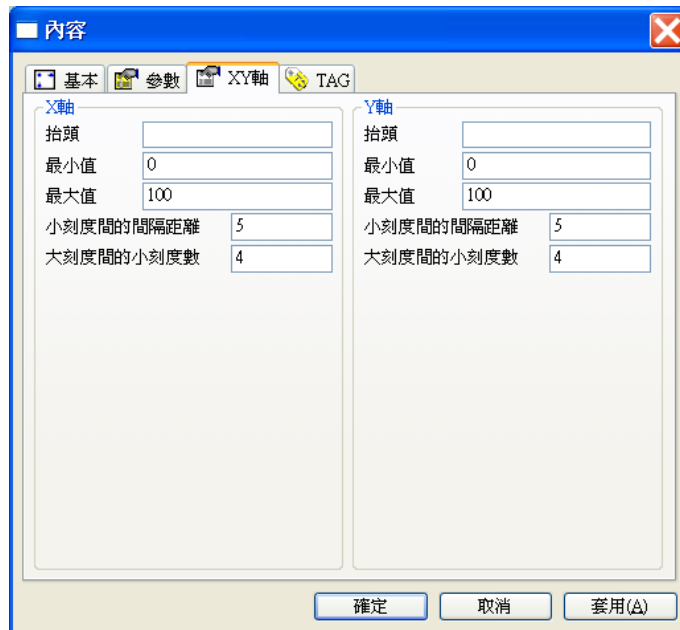 內容
基本 參數 XY軸 TAG
X軸
抬頭
最小值 0
最大值 100
小刻度間的間隔距離 5
大刻度間的小刻度數 4
Y軸
抬頭
最小值 0
最大值 100
小刻度間的間隔距離 5
大刻度間的小刻度數 4
確定 取消 套用(A)